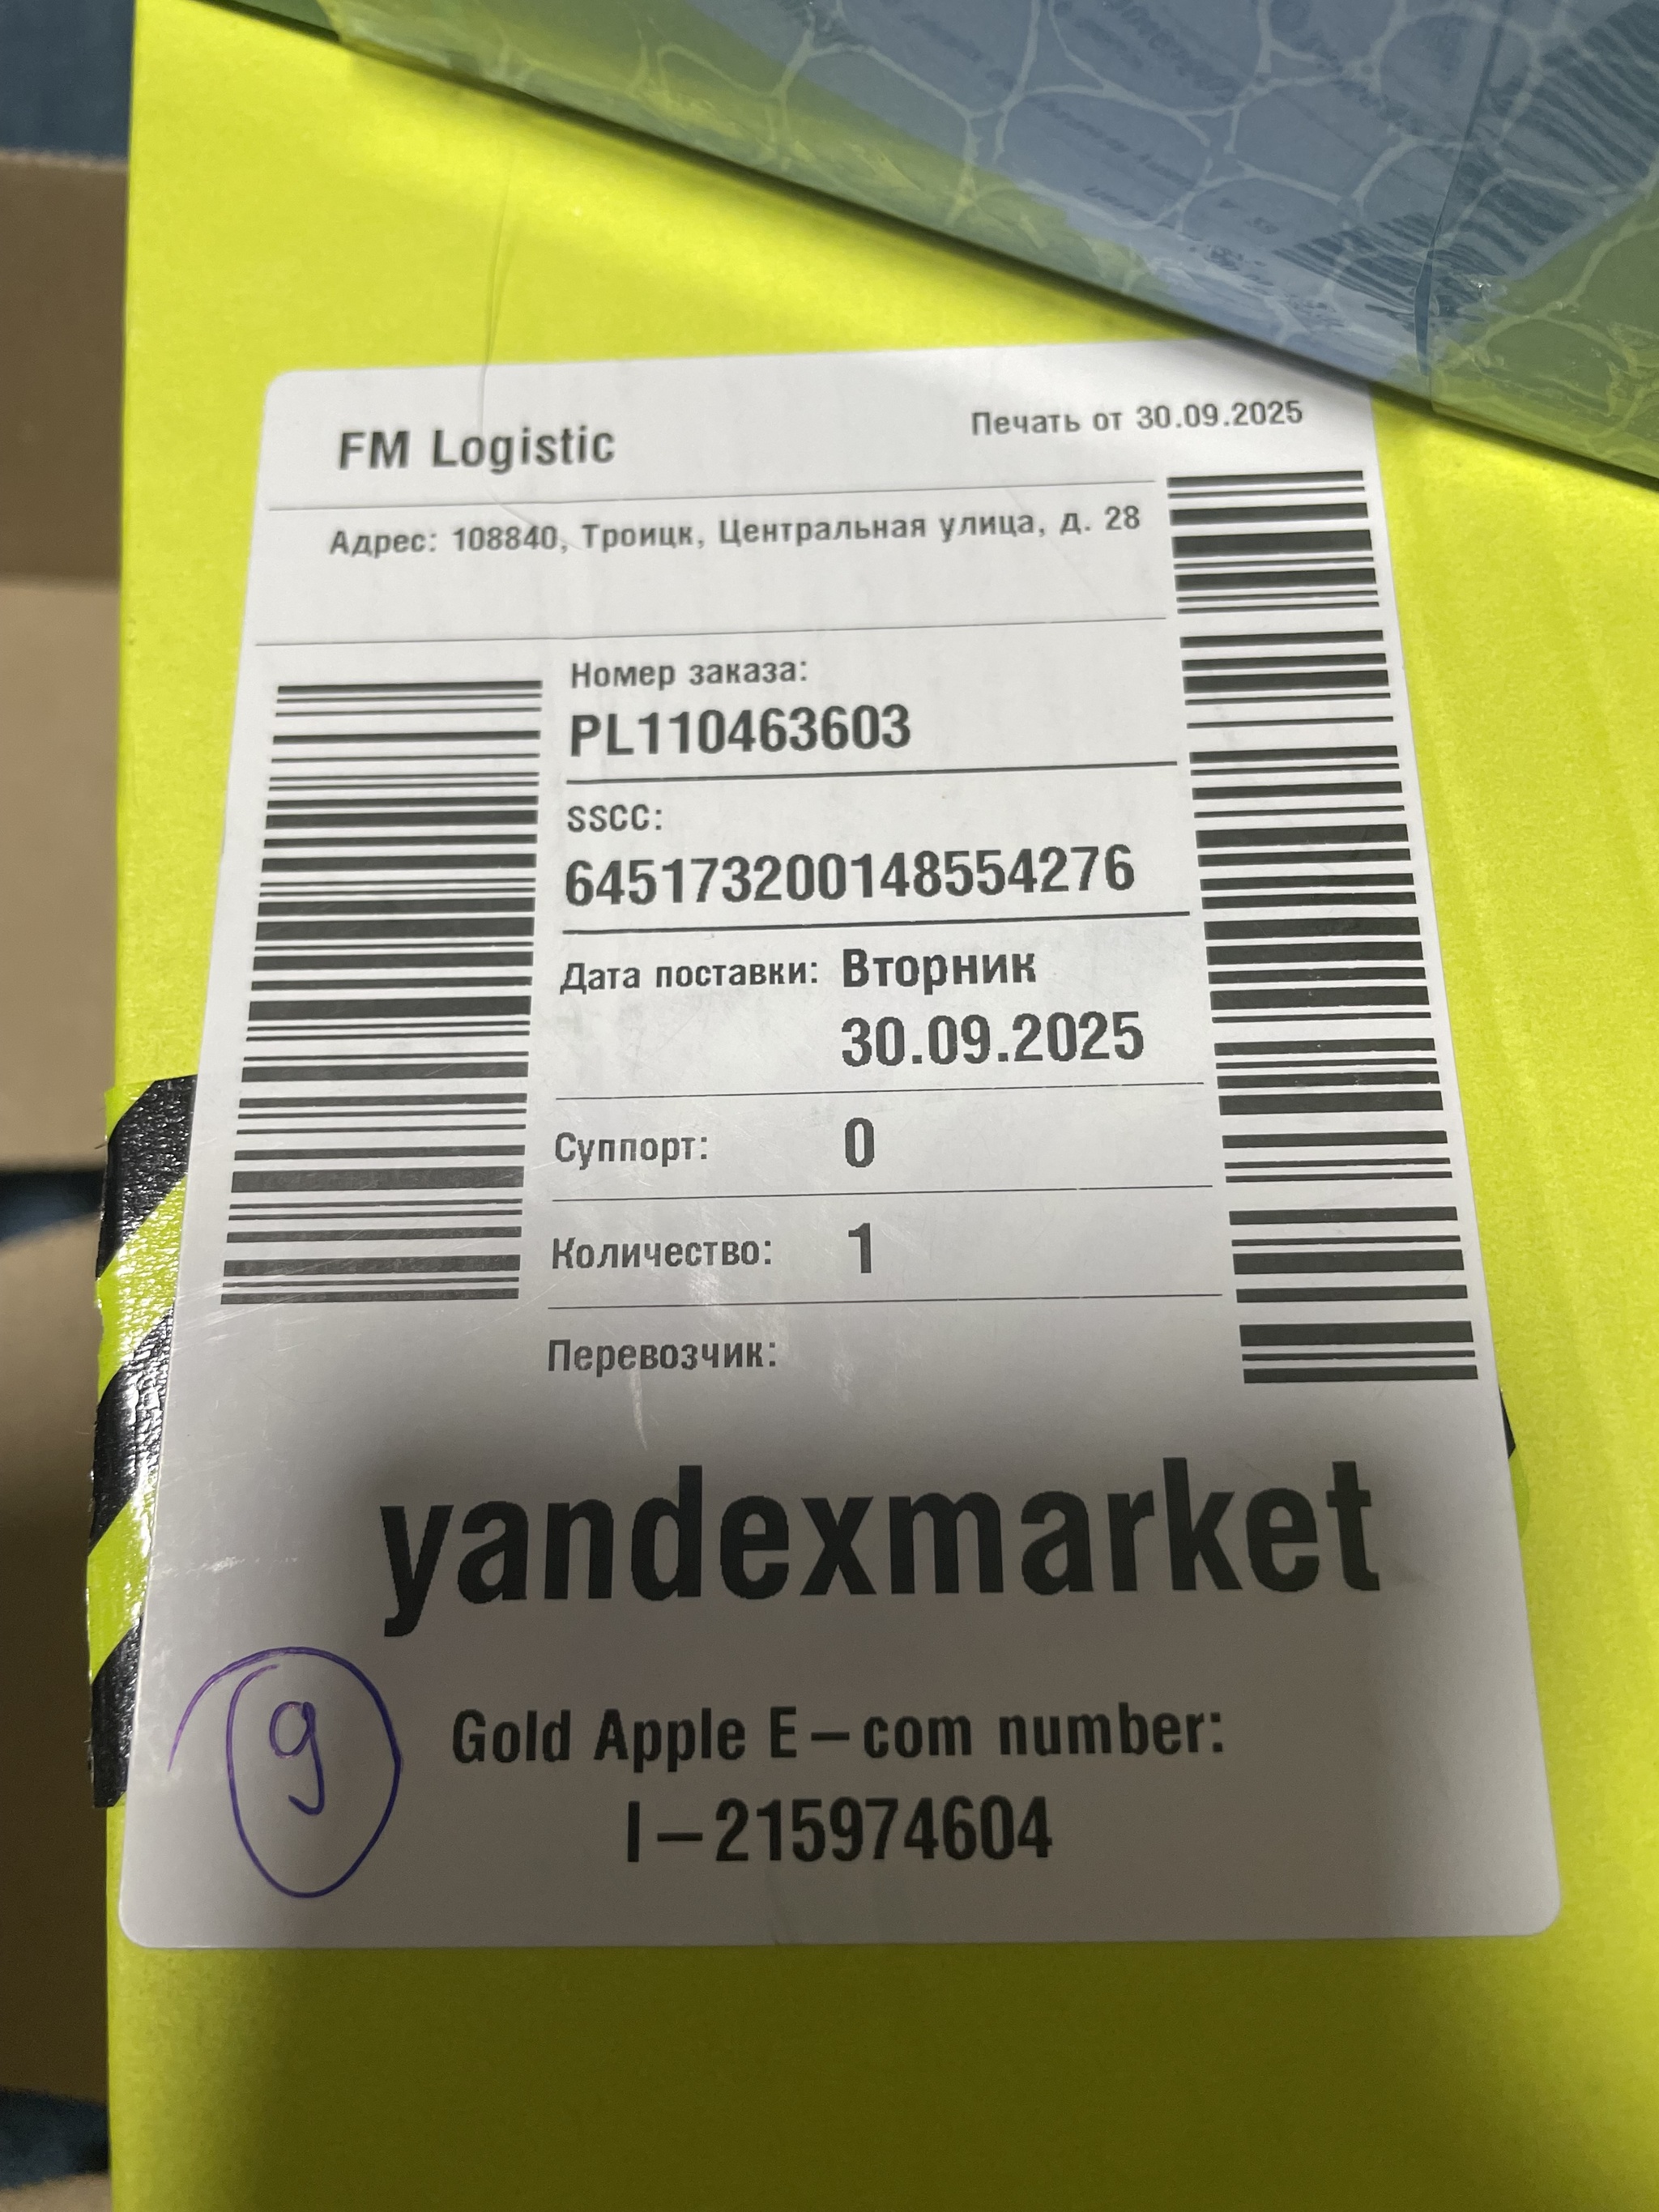 FM Logistic
Печать от 30.09.2025
Адрес: 108840, Троицк, Центральная улица, д. 28
Номер заказа:
PL110463603
SSCC:
645173200148554276
Дата поставки: Вторник
30.09.2025
Суппорт: 0
Количество: 1
Перевозчик:
yandexmarket
9
Gold Apple E–com number:
I–215974604